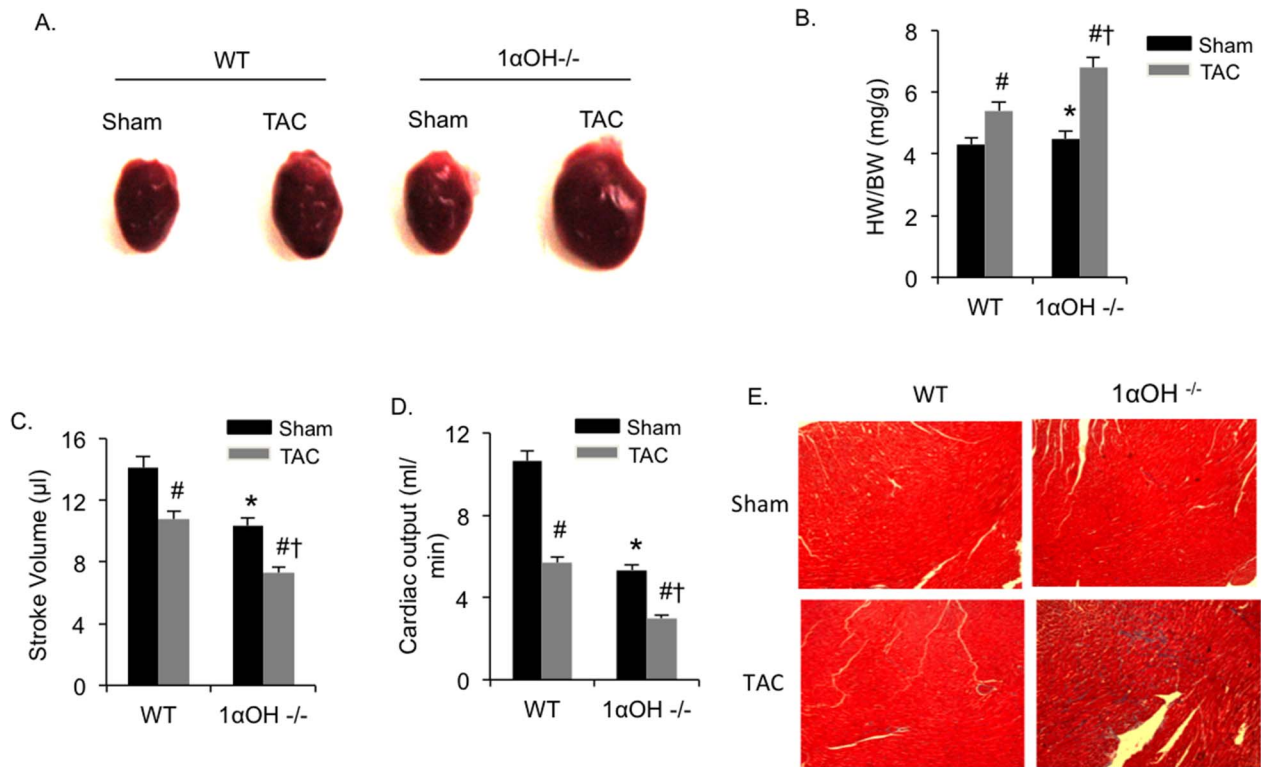 A.
WT 1αOH-/-
Sham TAC Sham TAC
B.
HW/BW (mg/g)
8
6
4
2
0
#
*
#†
Sham
TAC
WT 1αOH -/-
C.
Stroke Volume (µl)
16
12
8
4
0
#
*
#†
Sham
TAC
WT 1αOH -/-
D.
Cardiac output (ml/
min)
12
8
4
0
#
*
#†
Sham
TAC
WT 1αOH -/-
E.
WT 1αOH -/-
Sham
TAC